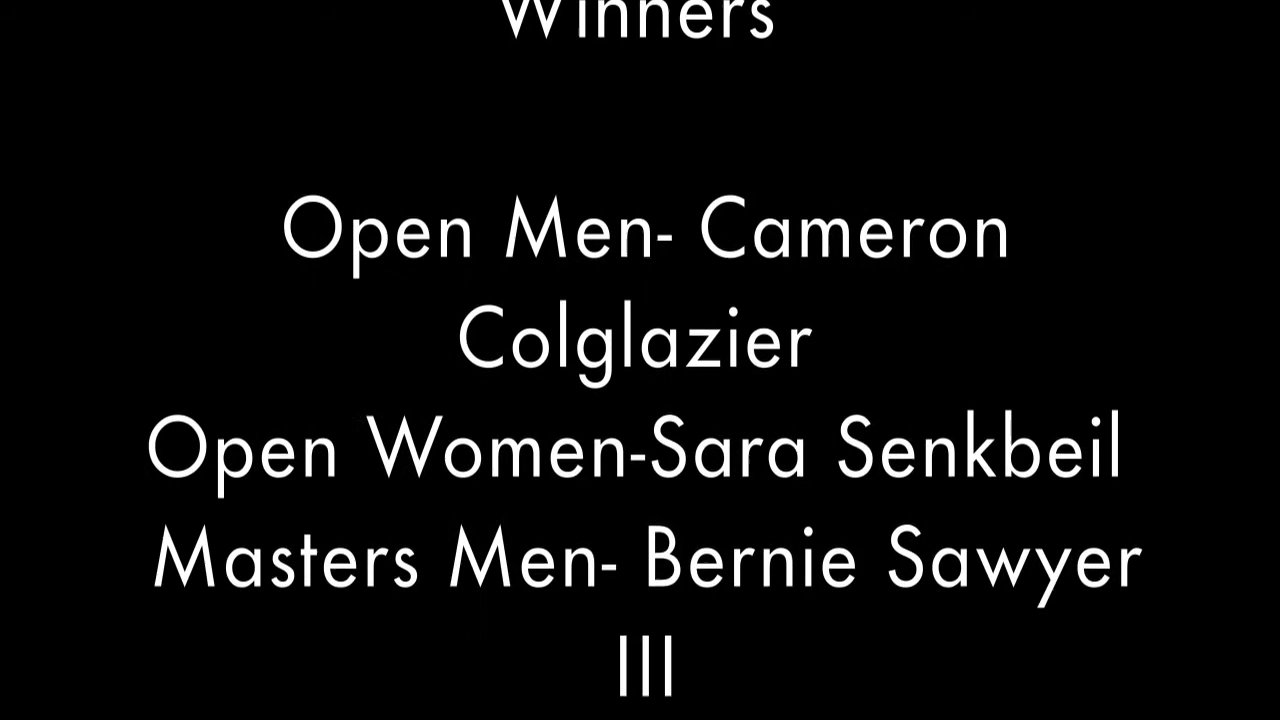 Winners
Open Men- Cameron
Colglazier
Open Women-Sara Senkbeil
Masters Men- Bernie Sawyer
III